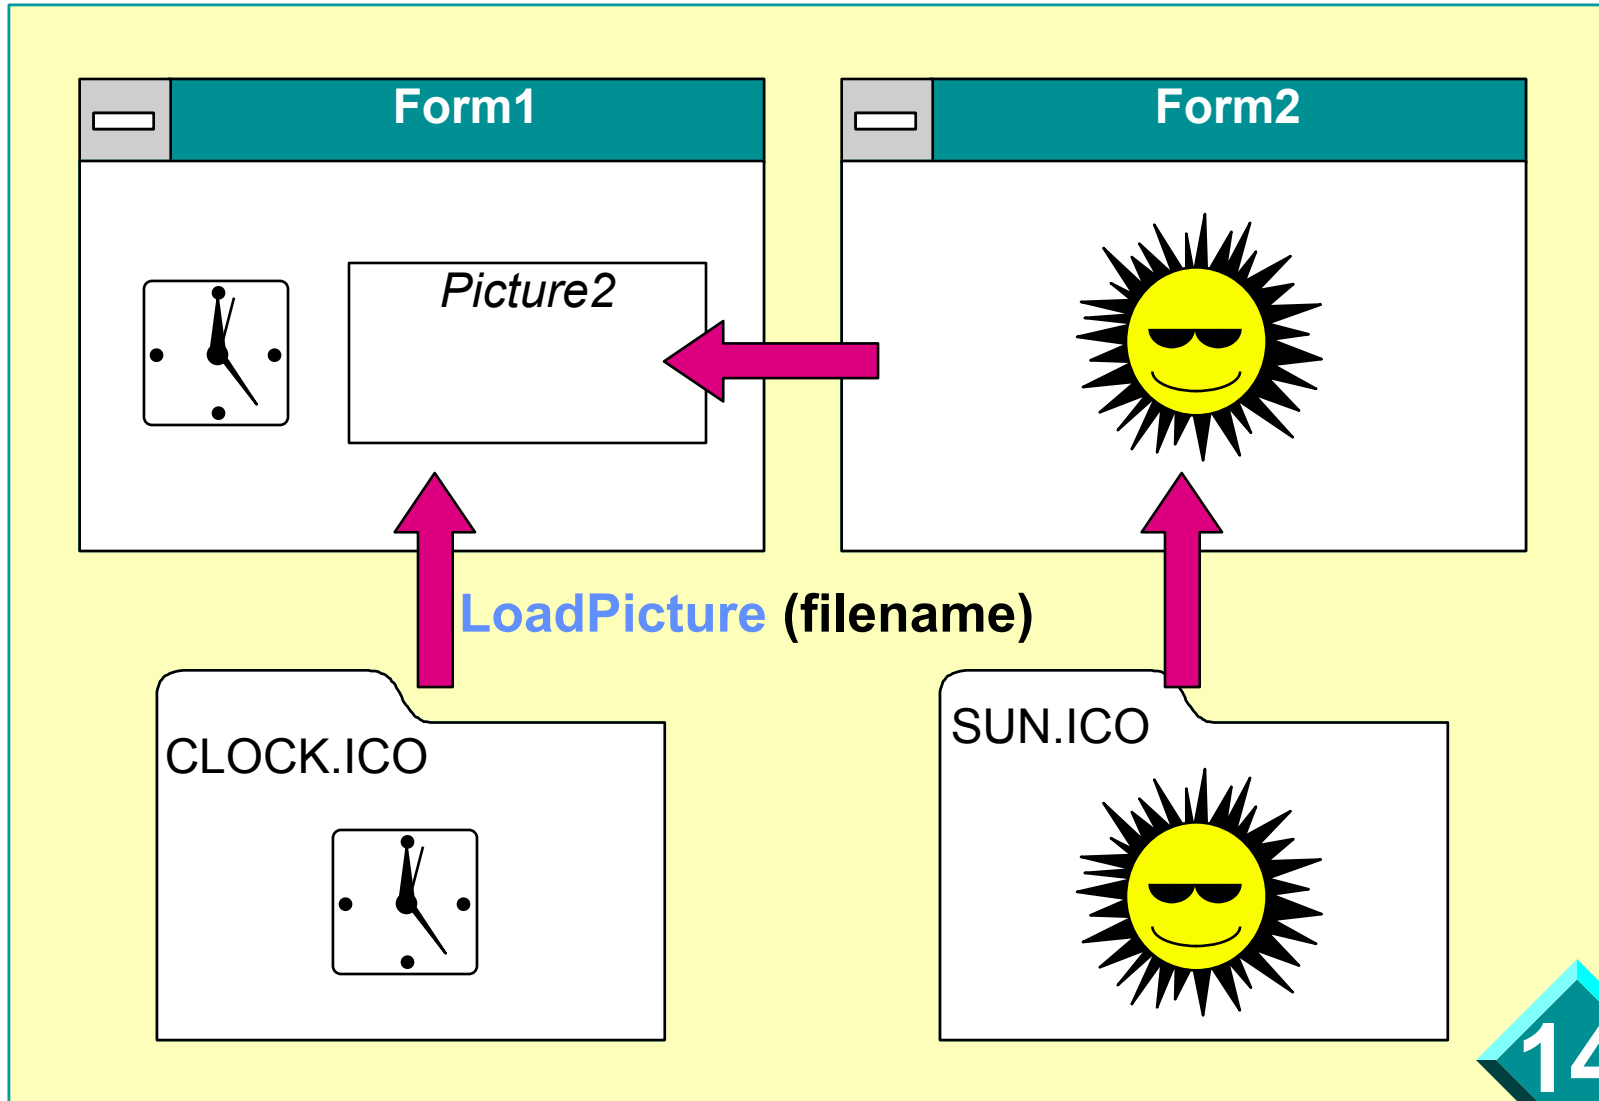 Form1
Form2
Picture2
LoadPicture (filename)
CLOCK.ICO
SUN.ICO
14